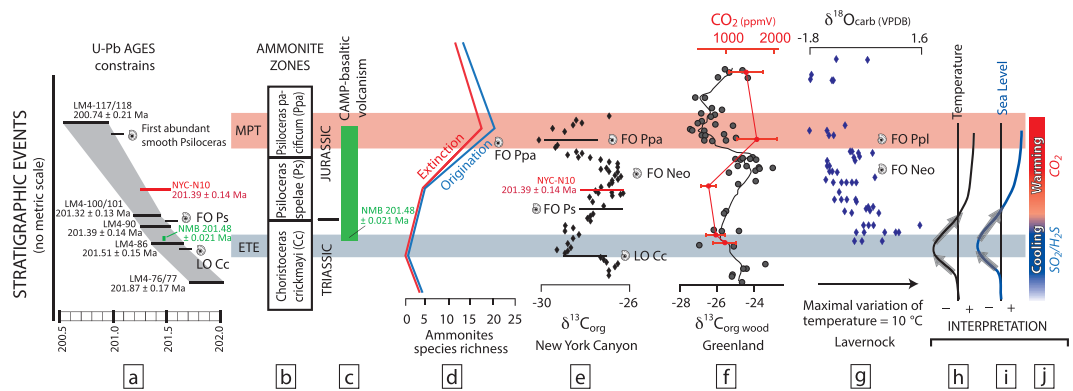 U-Pb AGES
constrains
AMMONITE
ZONES
CAMP-basaltic
volcanism
CO2 (ppmV)
1000
2000
δ18Ocarb (VPDB)
-1.8
1.6
STRATIGRAPHIC EVENTS
(no metric scale)
LM4-117/118
200.74 ± 0.21 Ma
First abundant
smooth Psiloceras
NYC-N10
201.39 ± 0.14 Ma
LM4-100/101
201.32 ± 0.13 Ma
FO Ps
LM4-90
201.39 ± 0.14 Ma
NMB 201.48
± 0.021 Ma
LM4-86
201.51 ± 0.15 Ma
LO Cc
LM4-76/77
201.87 ± 0.17 Ma
200.5
201.0
201.5
202.0
MPT
ETE
Psiloceras pa-
cificum (Ppa)
Psiloceras
spelae (Ps)
Choristoceras
crickmayi (Cc)
JURASSIC
TRIASSIC
NMB 201.48
± 0.021 Ma
Extinction
Origination
FO Ppa
0
5
10
15
20
25
Ammonites
species richness
FO Ppa
FO Neo
NYC-N10
201.39 ± 0.14 Ma
FO Ps
LO Cc
-30
-26
δ13Corg
New York Canyon
-28
-26
-24
δ13Corg wood
Greenland
FO Ppl
FO Neo
Maximal variation of
temperature = 10 °C
Lavernock
Temperature
Sea Level
− +
− +
INTERPRETATION
Warming
CO2
Cooling
SO2/H2S
a
b
c
d
e
f
g
h
i
j